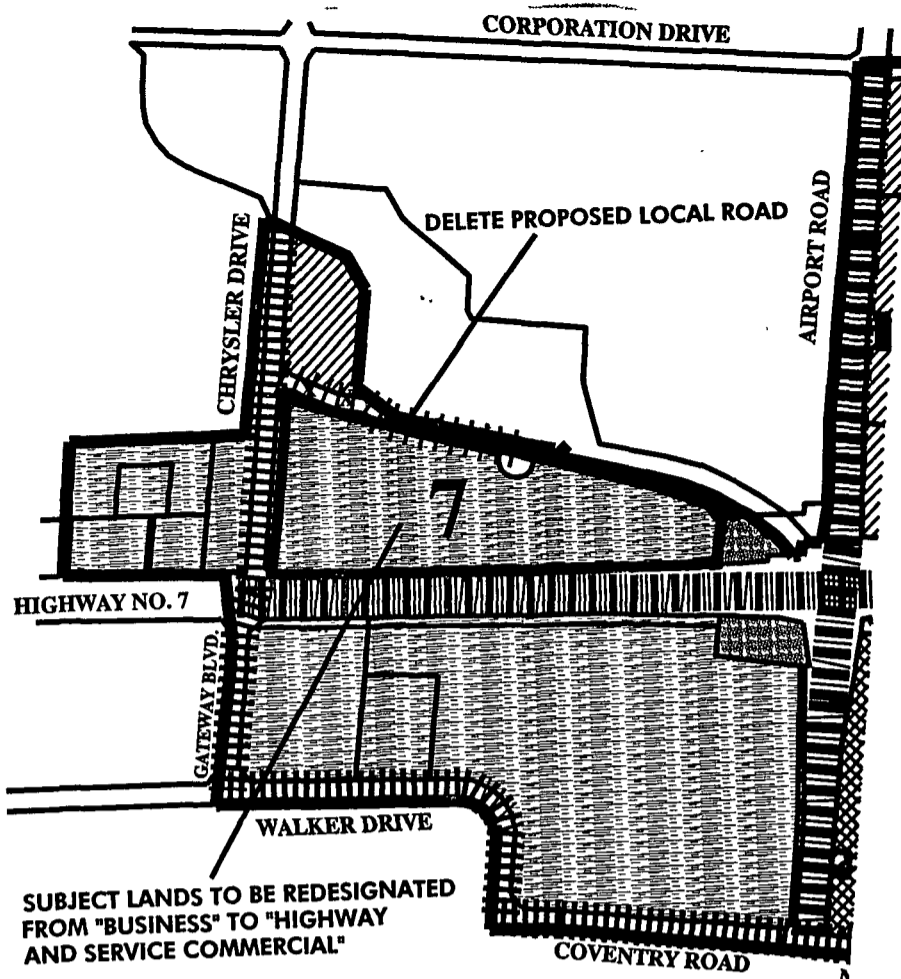 CORPORATION DRIVE
DELETE PROPOSED LOCAL ROAD
AIRPORT ROAD
CHRYSLER DRIVE
7
HIGHWAY NO. 7
GATEWAY BLVD.
WALKER DRIVE
SUBJECT LANDS TO BE REDESIGNATED
FROM "BUSINESS" TO "HIGHWAY
AND SERVICE COMMERCIAL"
COVENTRY ROAD